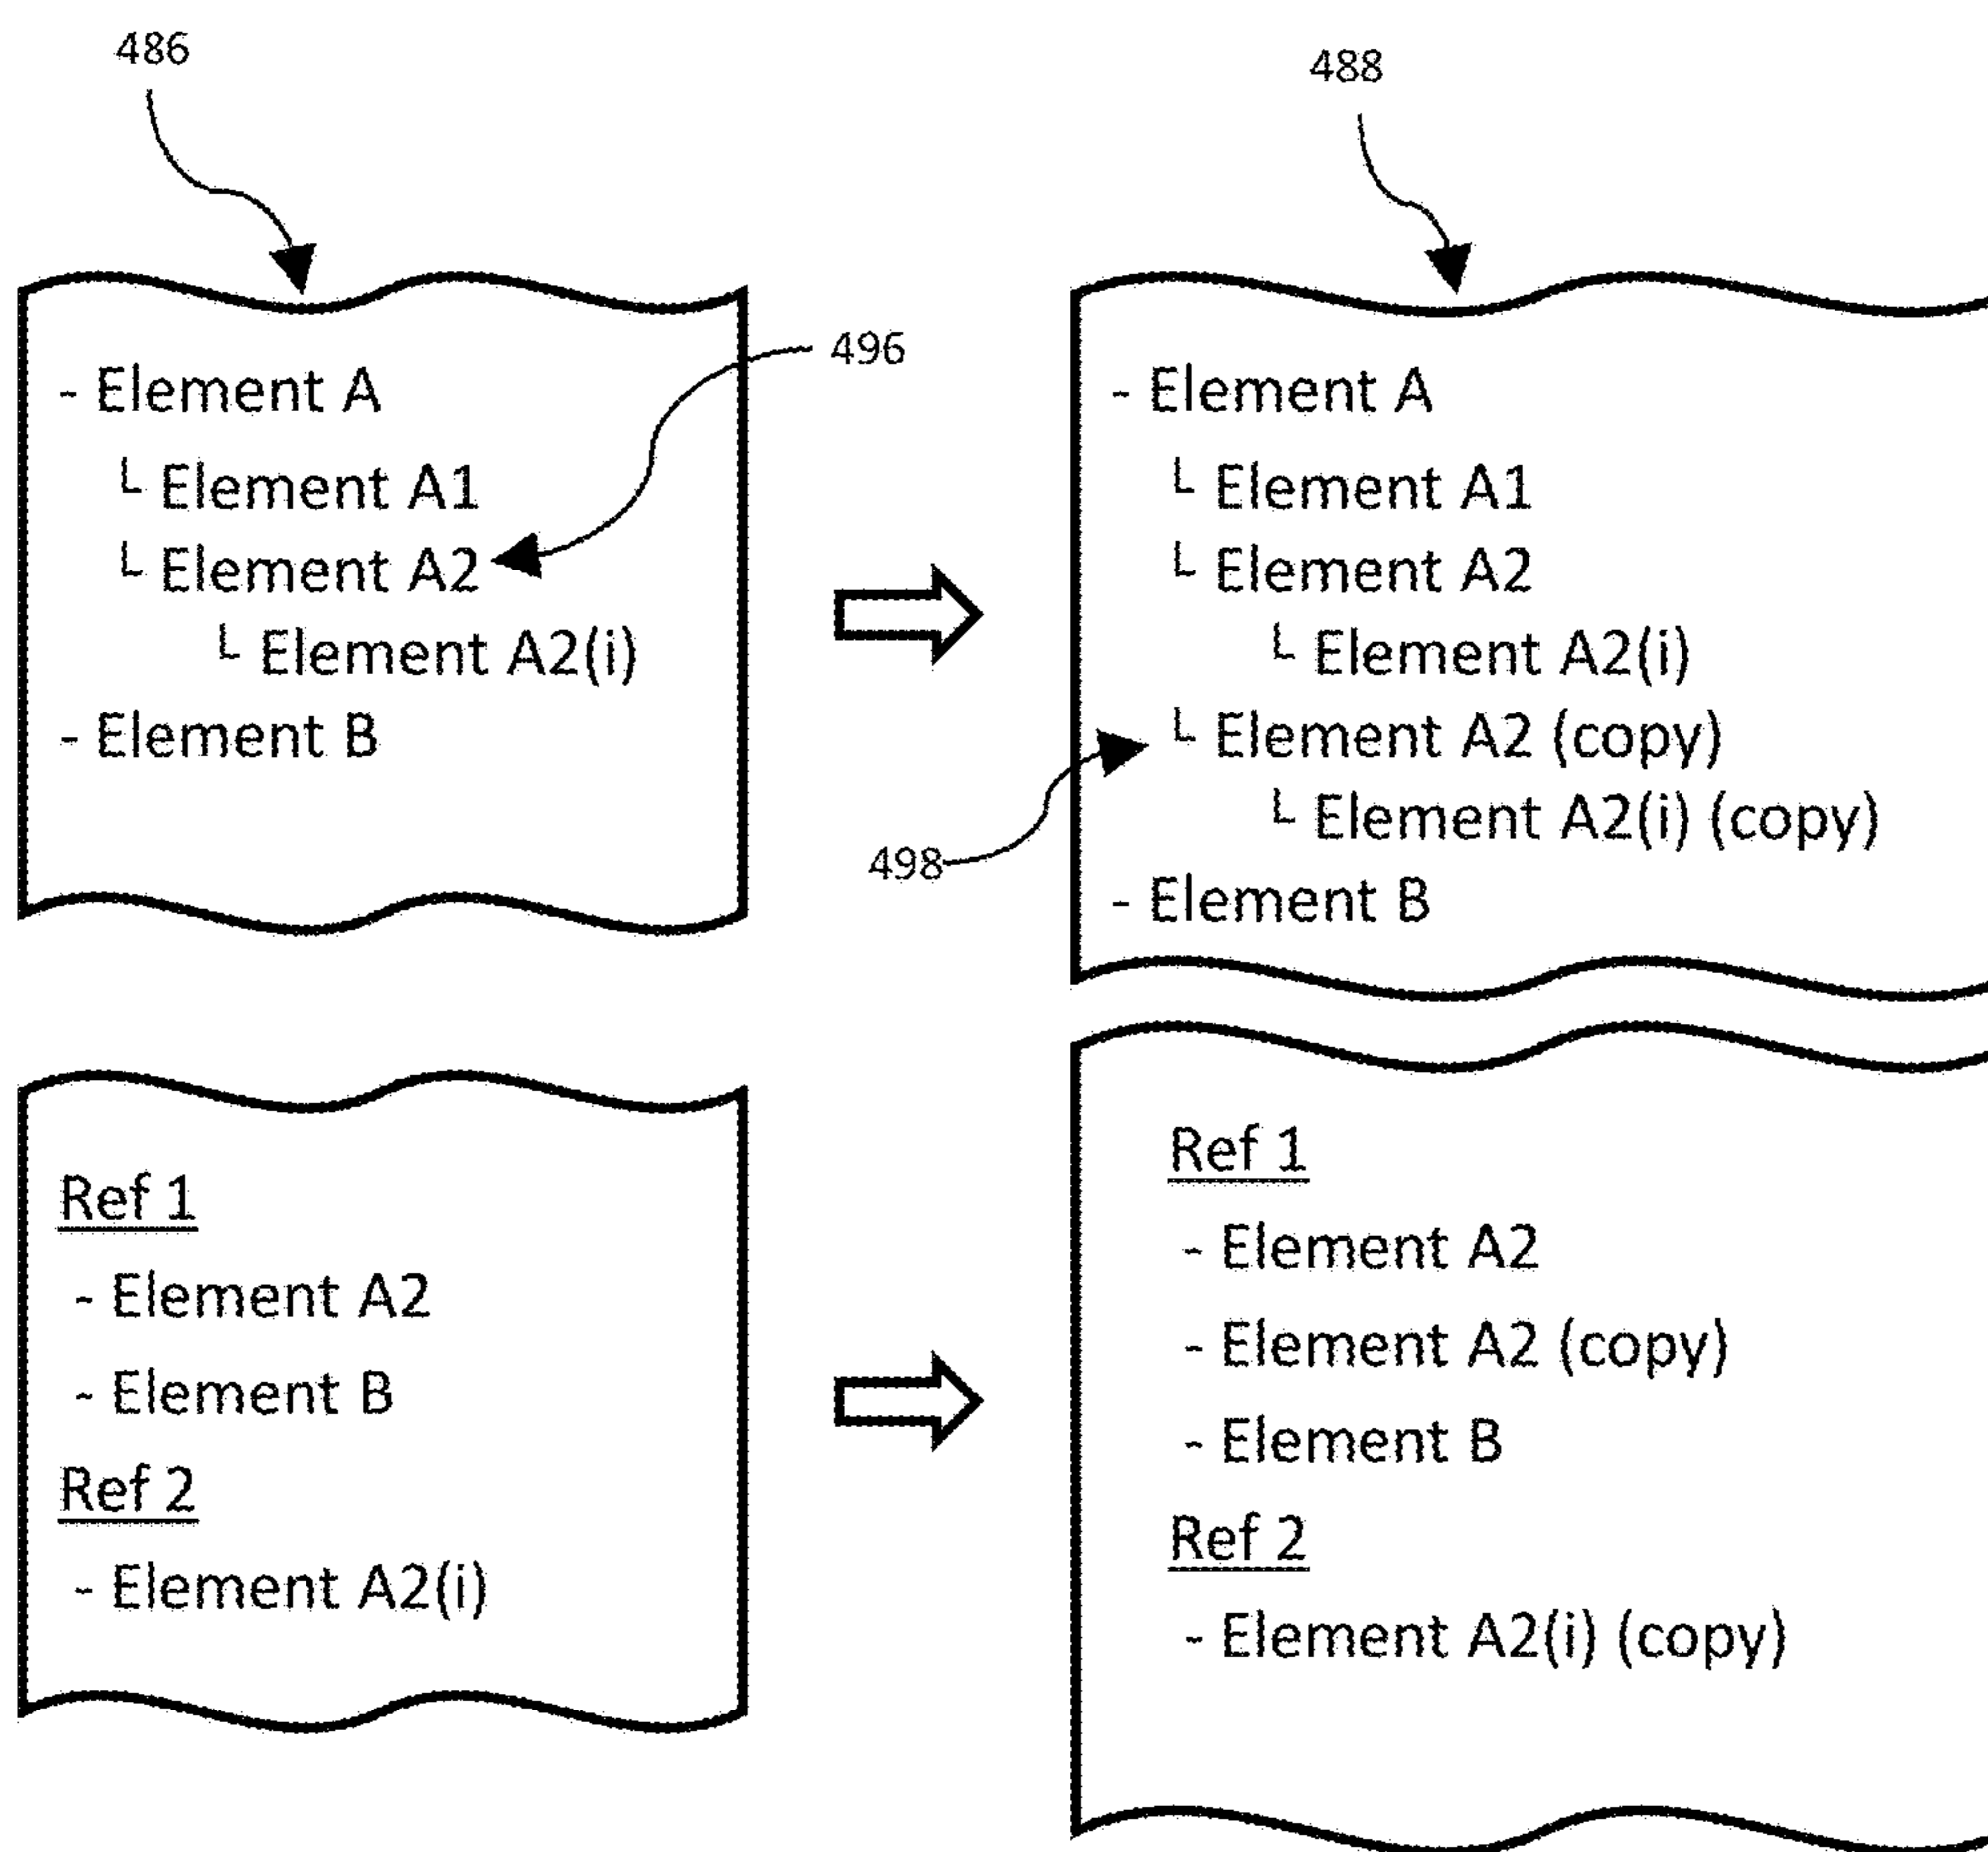 486
488
- Element A
└ Element A1
└ Element A2
└ Element A2(i)
- Element B
496
- Element A
└ Element A1
└ Element A2
└ Element A2(i)
└ Element A2 (copy)
└ Element A2(i) (copy)
- Element B
498
Ref 1
- Element A2
- Element B
Ref 2
- Element A2(i)
Ref 1
- Element A2
- Element A2 (copy)
- Element B
Ref 2
- Element A2(i) (copy)